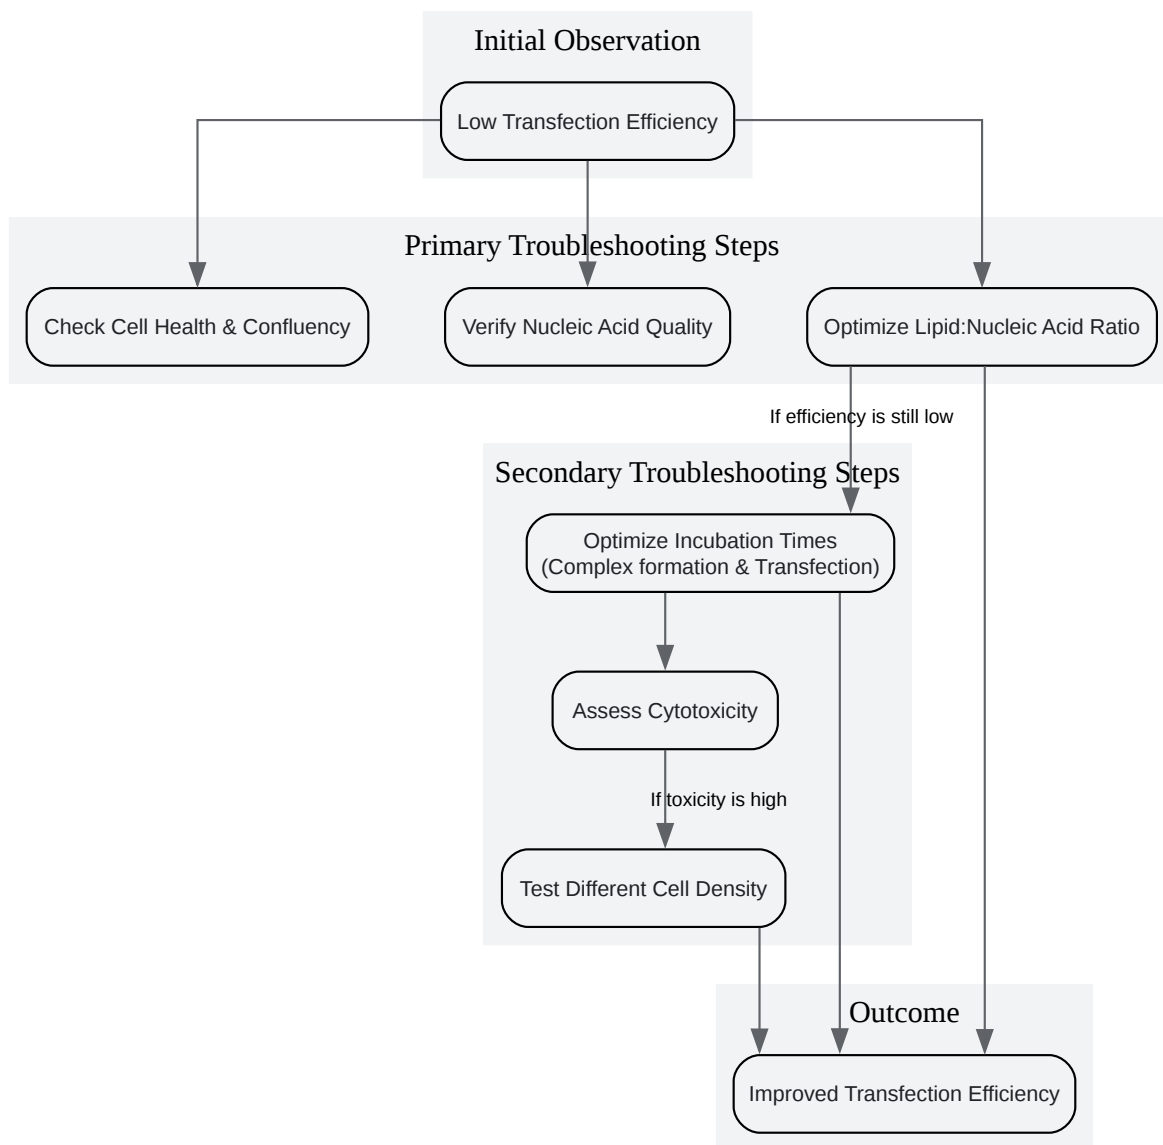 Initial Observation
Low Transfection Efficiency
Primary Troubleshooting Steps
Check Cell Health & Confluency
Verify Nucleic Acid Quality
Optimize Lipid:Nucleic Acid Ratio
If efficiency is still low
Secondary Troubleshooting Steps
Optimize Incubation Times
(Complex formation & Transfection)
Assess Cytotoxicity
If toxicity is high
Test Different Cell Density
Outcome
Improved Transfection Efficiency